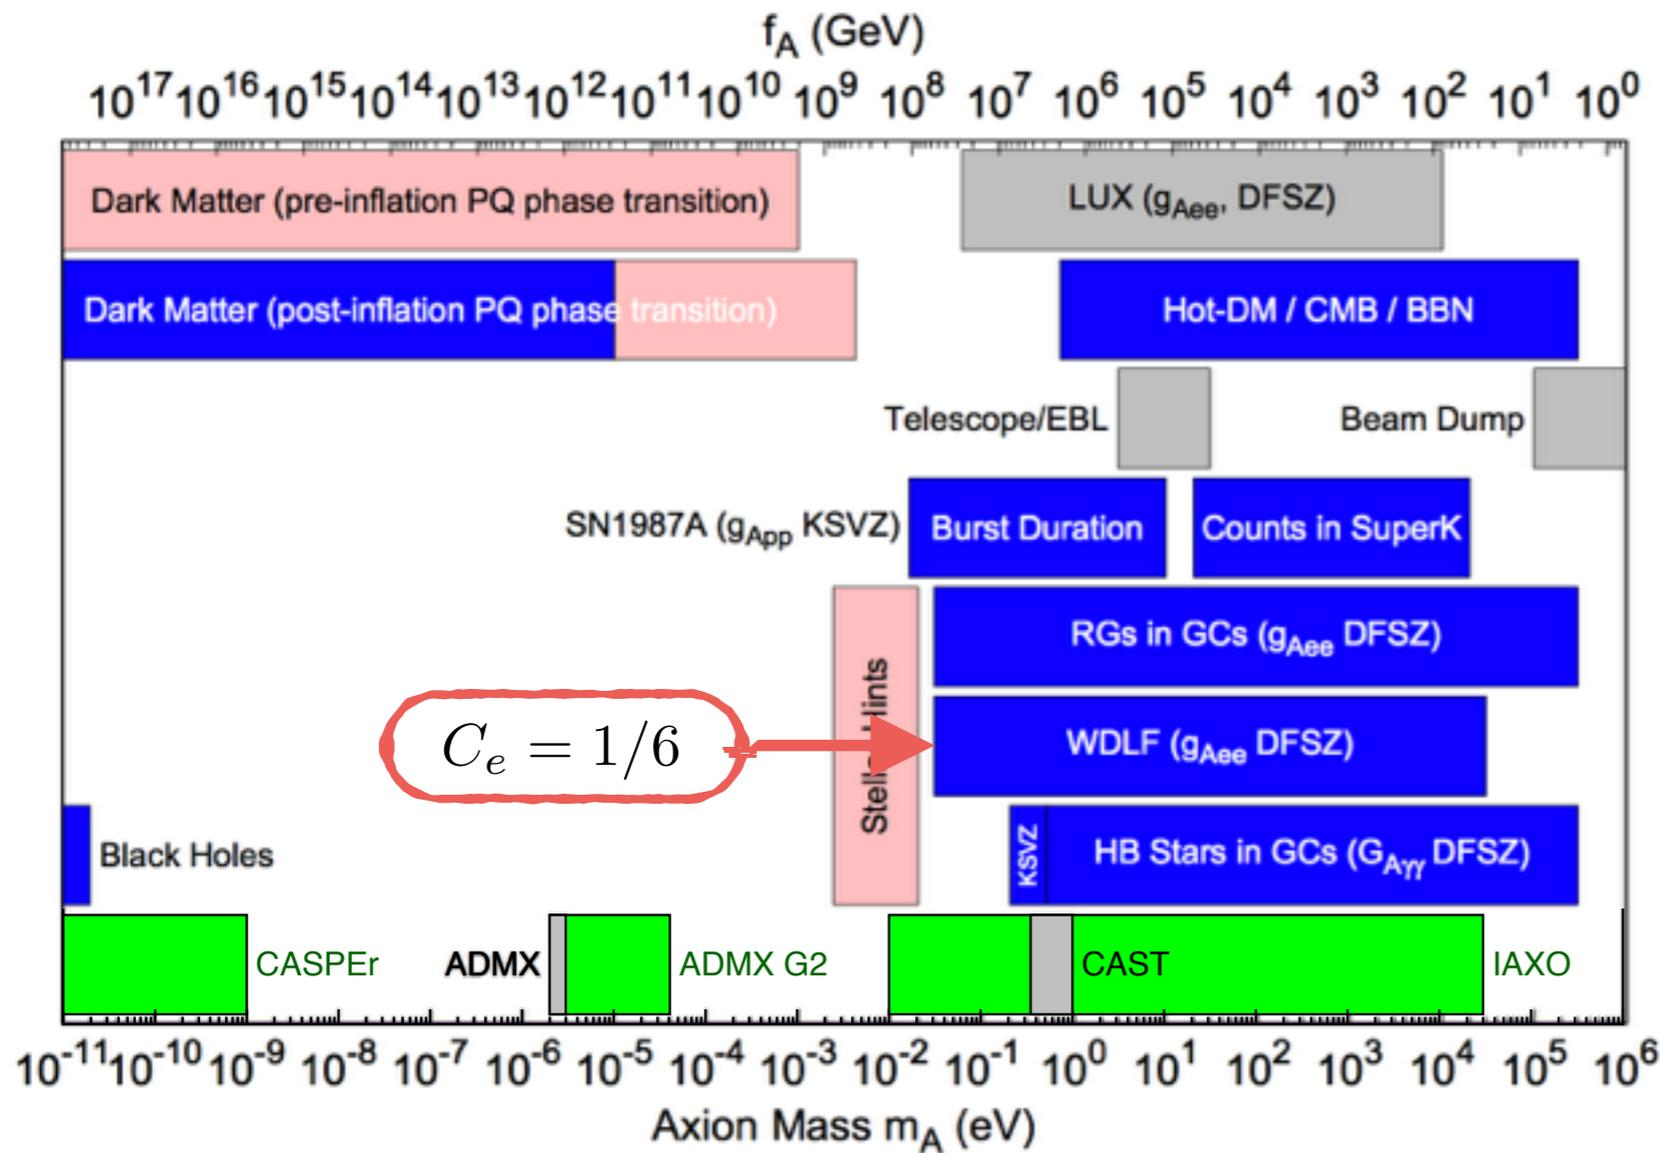 f_A (GeV)
10^17 10^16 10^15 10^14 10^13 10^12 10^11 10^10 10^9 10^8 10^7 10^6 10^5 10^4 10^3 10^2 10^1 10^0
Dark Matter (pre-inflation PQ phase transition)
LUX (g_Aee, DFSZ)
Dark Matter (post-inflation PQ phase transition)
Hot-DM / CMB / BBN
Telescope/EBL
Beam Dump
SN1987A (g_App KSVZ)
Burst Duration
Counts in SuperK
RGs in GCs (g_Aee DFSZ)
C_e = 1/6
WDLF (g_Aee DFSZ)
Black Holes
KSVZ
HB Stars in GCs (G_Aγγ DFSZ)
CASPEr
ADMX
ADMX G2
CAST
IAXO
10^-11 10^-10 10^-9 10^-8 10^-7 10^-6 10^-5 10^-4 10^-3 10^-2 10^-1 10^0 10^1 10^2 10^3 10^4 10^5 10^6
Axion Mass m_A (eV)